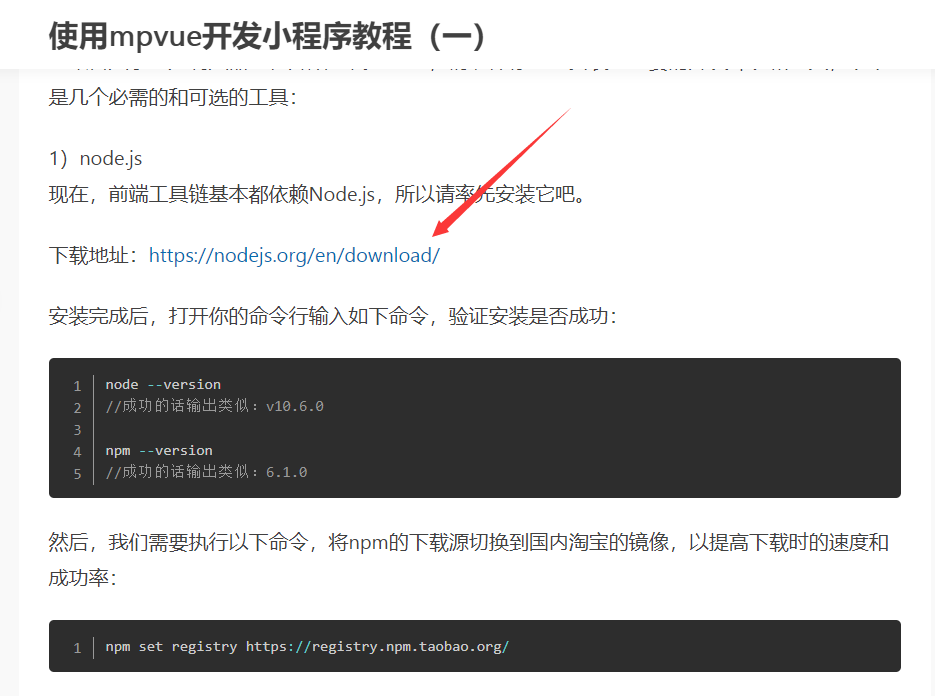 使用mpvue开发小程序教程（一）
是几个必需的和可选的工具：
1）node.js
现在，前端工具链基本都依赖Node.js，所以请率先安装它吧。
下载地址：https://nodejs.org/en/download/
安装完成后，打开你的命令行输入如下命令，验证安装是否成功：
1 node --version
2 //成功的话输出类似：v10.6.0
3
4 npm --version
5 //成功的话输出类似：6.1.0
然后，我们需要执行以下命令，将npm的下载源切换到国内淘宝的镜像，以提高下载时的速度和
成功率：
1 npm set registry https://registry.npm.taobao.org/